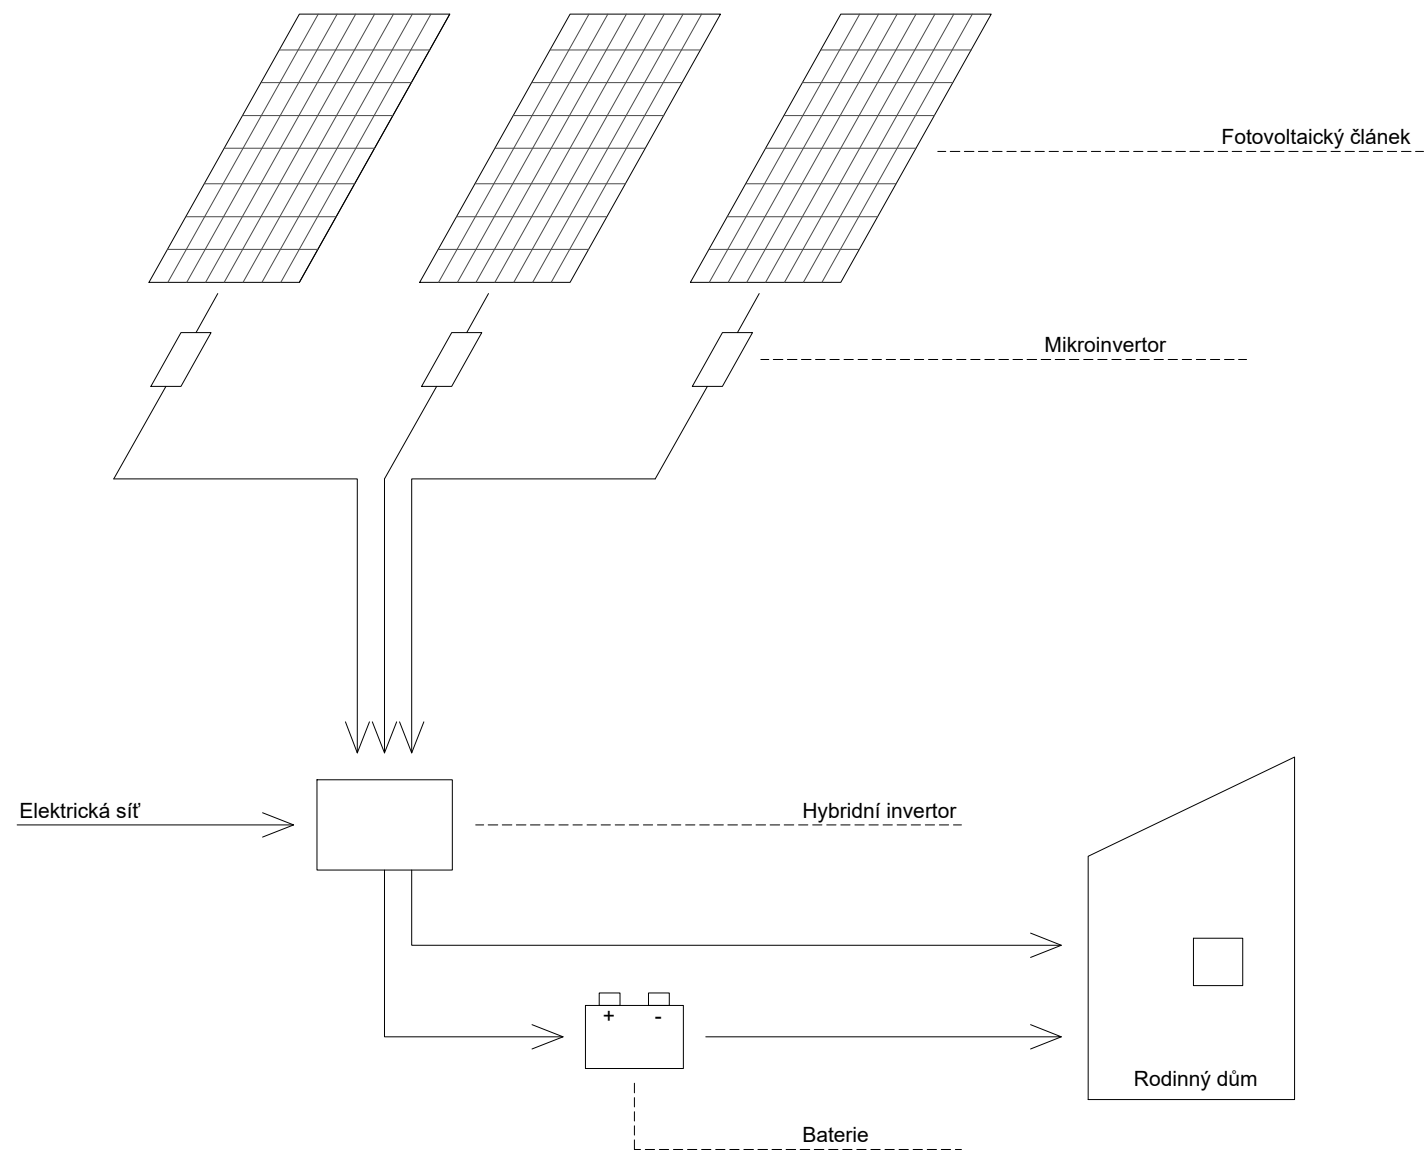 Fotovoltaický článek
Mikroinvertor
Elektrická síť
Hybridní invertor
+ -
Rodinný dům
Baterie